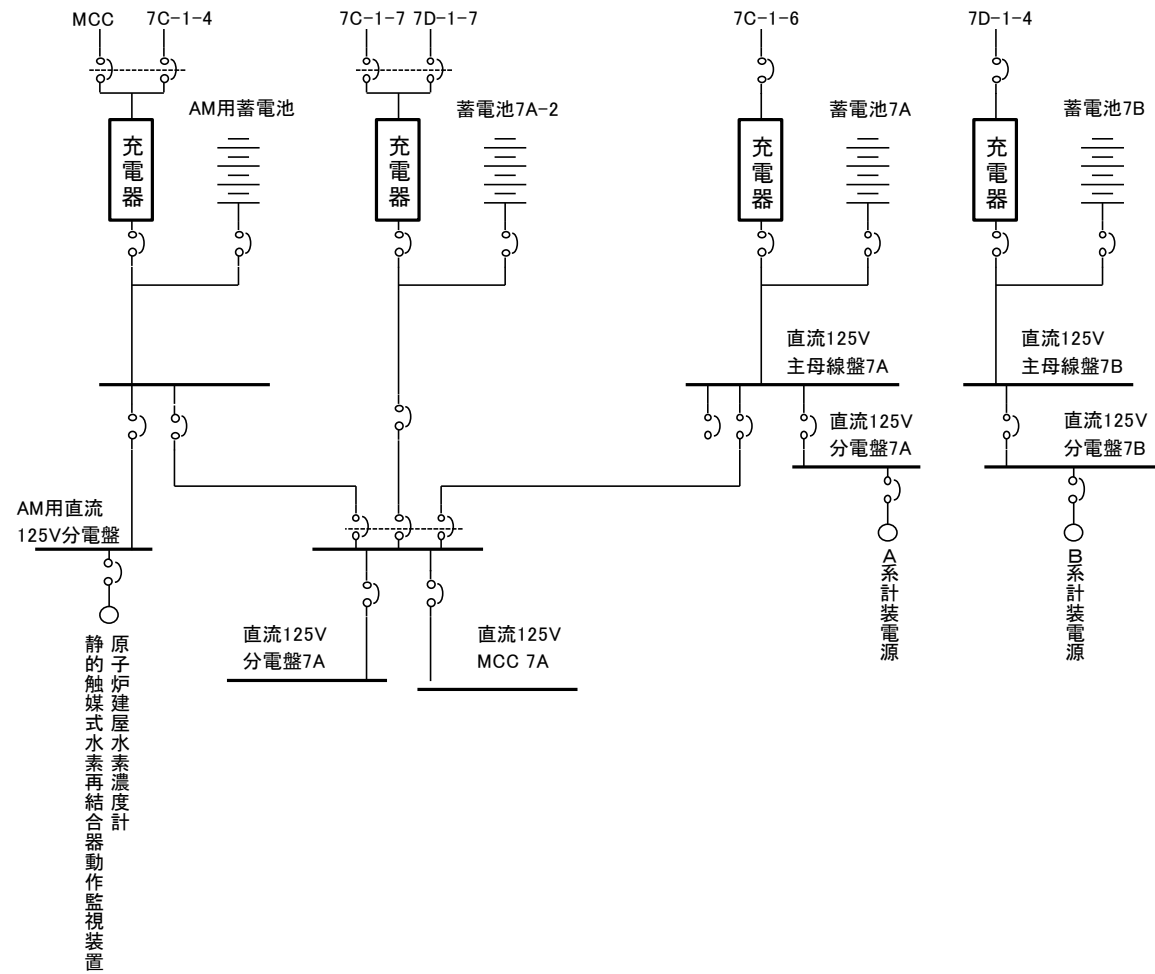 MCC 7C-1-4 7C-1-7 7D-1-7 7C-1-6 7D-1-4
AM用蓄電池 蓄電池7A-2 蓄電池7A 蓄電池7B
充電器 充電器 充電器 充電器
直流125V
主母線盤7A
直流125V
主母線盤7B
直流125V
分電盤7A
直流125V
分電盤7B
AM用直流
125V分電盤
A系計装電源
B系計装電源
直流125V
分電盤7A
直流125V
MCC 7A
原子炉建屋水素濃度計
静的触媒式水素再結合器動作監視装置